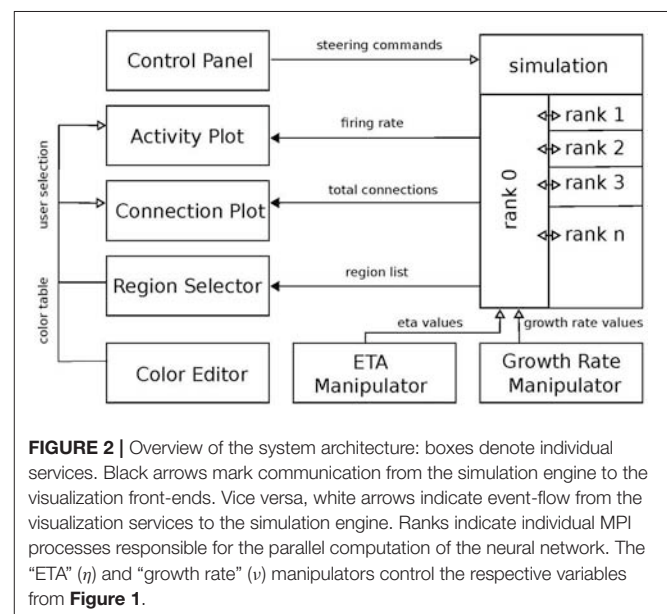 Control Panel
steering commands
simulation
Activity Plot
firing rate
rank 0
rank 1
rank 2
rank 3
rank n
user selection
Connection Plot
total connections
Region Selector
region list
color table
Color Editor
eta values
growth rate values
ETA
Manipulator
Growth Rate
Manipulator
FIGURE 2 | Overview of the system architecture: boxes denote individual
services. Black arrows mark communication from the simulation engine to the
visualization front-ends. Vice versa, white arrows indicate event-flow from the
visualization services to the simulation engine. Ranks indicate individual MPI
processes responsible for the parallel computation of the neural network. The
“ETA” (η) and “growth rate” (ν) manipulators control the respective variables
from Figure 1.